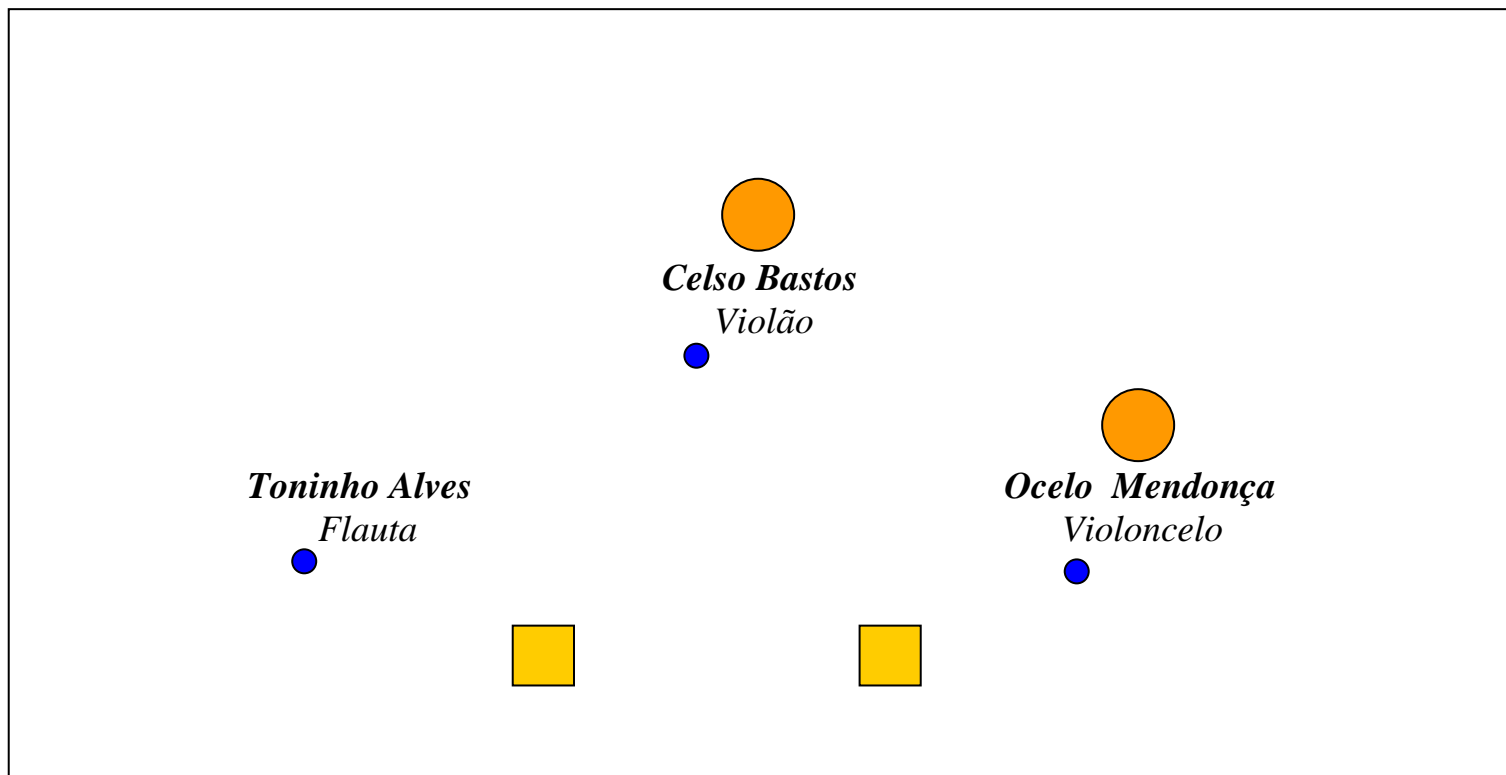 Celso Bastos
Violão
Toninho Alves
Flauta
Ocelo  Mendonça
Violoncelo